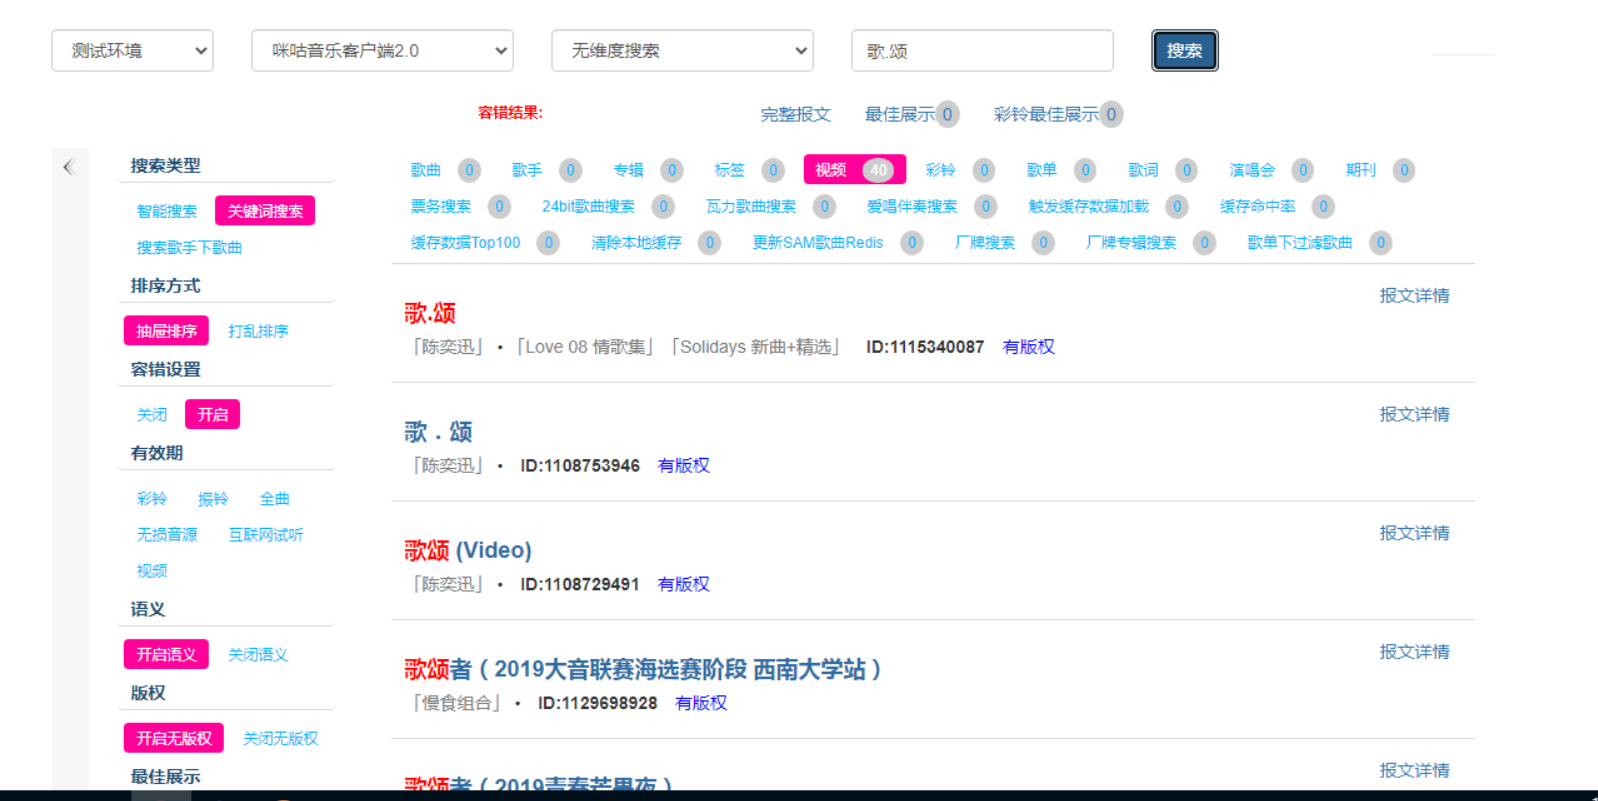 测试环境 咪咕音乐客户端2.0 无维度搜索 歌.颂 搜索
容错结果: 完整报文 最佳展示 0 彩铃最佳展示 0
搜索类型
歌曲 0 歌手 0 专辑 0 标签 0 视频 40 彩铃 0 歌单 0 歌词 0 演唱会 0 期刊 0
智能搜索 关键词搜索
票务搜索 0 24bit歌曲搜索 0 瓦力歌曲搜索 0 爱唱伴奏搜索 0 触发缓存数据加载 0 缓存命中率 0
搜索歌手下歌曲
缓存数据Top100 0 清除本地缓存 0 更新SAM歌曲Redis 0 厂牌搜索 0 厂牌专辑搜索 0 歌单下过滤歌曲 0
排序方式
抽屉排序 打乱排序
容错设置
关闭 开启
有效期
彩铃 振铃 全曲
无损音源 互联网试听
视频
语义
开启语义 关闭语义
版权
开启无版权 关闭无版权
最佳展示
歌.颂 报文详情
「陈奕迅」 • 「Love 08 情歌集」「Solidays 新曲+精选」 ID:1115340087 有版权
歌．颂 报文详情
「陈奕迅」 • ID:1108753946 有版权
歌颂 (Video) 报文详情
「陈奕迅」 • ID:1108729491 有版权
歌颂者（2019大音联赛海选赛阶段 西南大学站） 报文详情
「慢食组合」 • ID:1129698928 有版权
歌颂者（2019青春芒果夜） 报文详情